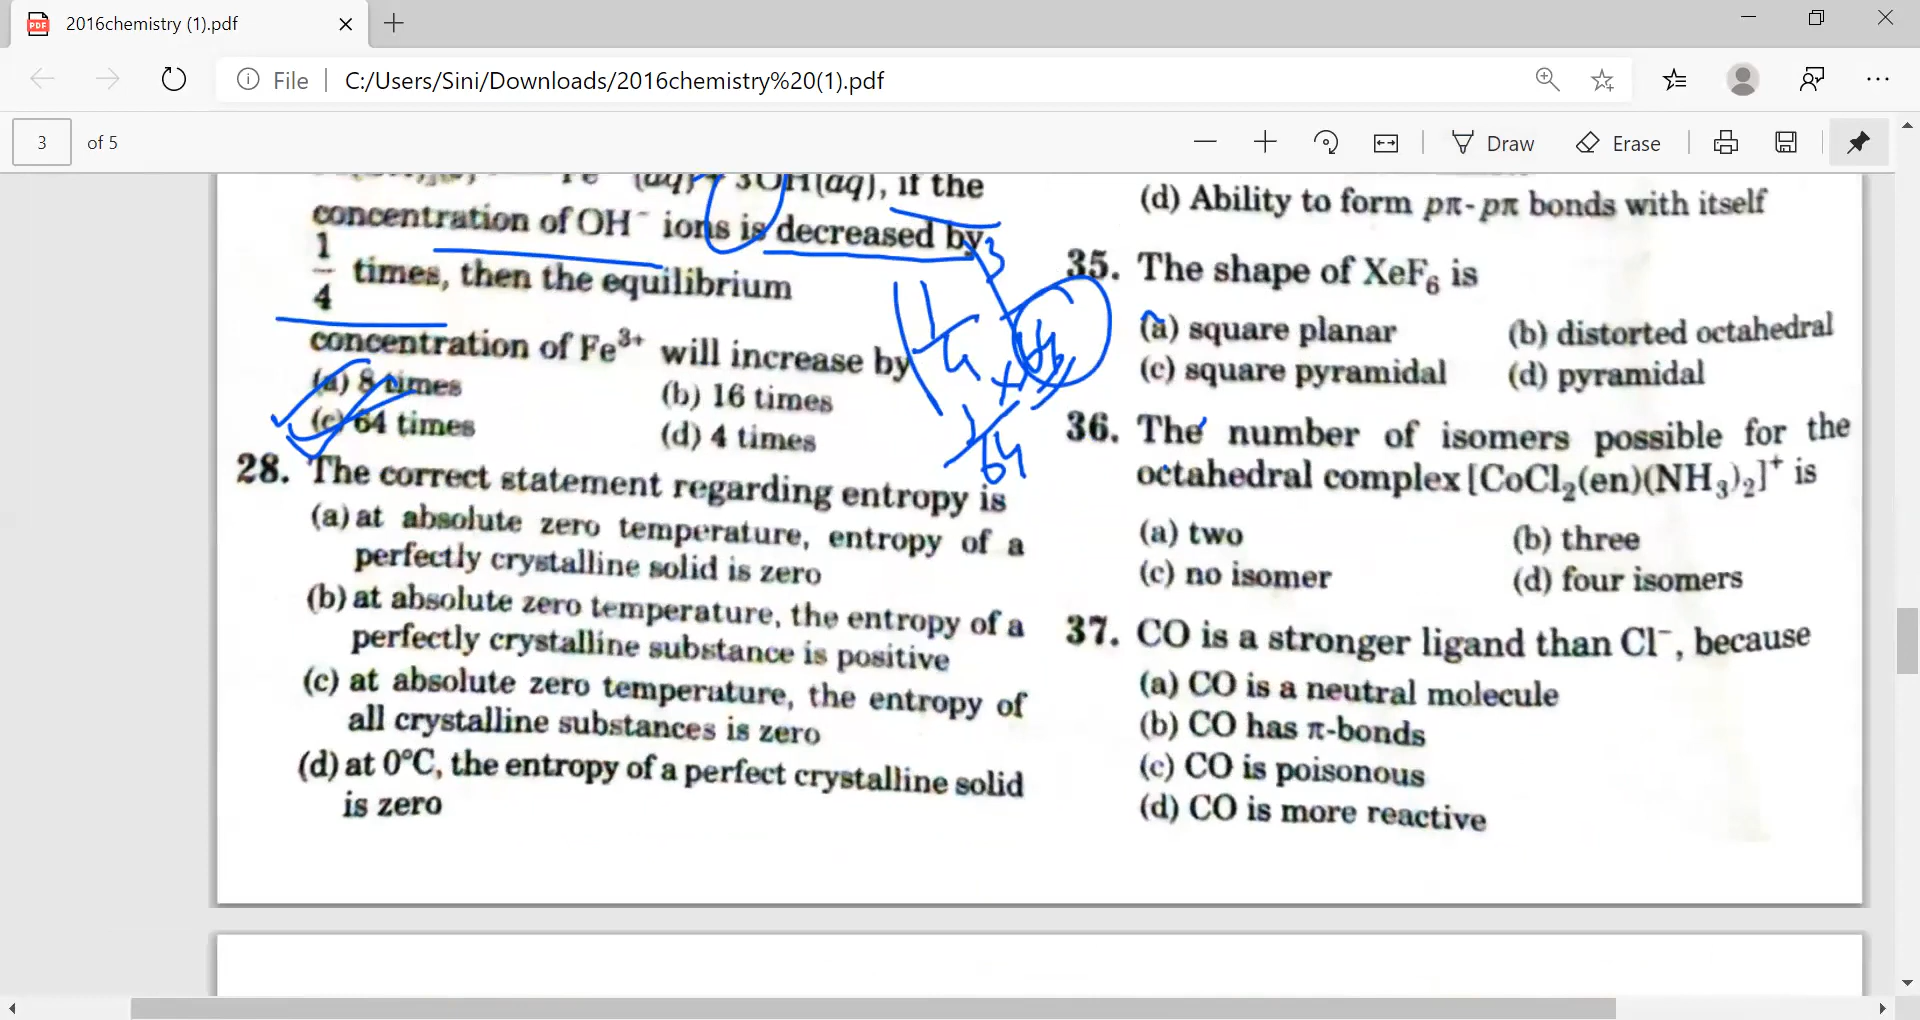 2016chemistry (1).pdf
File
C:/Users/Sini/Downloads/2016chemistry%20(1).pdf
3 of 5
Draw
Erase
(aq) + 3OH(aq), if the
concentration of OH⁻ ions is decreased by
1/4 times, then the equilibrium
concentration of Fe³⁺ will increase by
(a) 8 times
(b) 16 times
(c) 64 times
(d) 4 times
3
1/4
64
1/64
28. The correct statement regarding entropy is
(a) at absolute zero temperature, entropy of a
perfectly crystalline solid is zero
(b) at absolute zero temperature, the entropy of a
perfectly crystalline substance is positive
(c) at absolute zero temperature, the entropy of
all crystalline substances is zero
(d) at 0°C, the entropy of a perfect crystalline solid
is zero
(d) Ability to form pπ-pπ bonds with itself
35. The shape of XeF₆ is
(a) square planar
(b) distorted octahedral
(c) square pyramidal
(d) pyramidal
36. The number of isomers possible for the
octahedral complex [CoCl₂(en)(NH₃)₂]⁺ is
(a) two
(b) three
(c) no isomer
(d) four isomers
37. CO is a stronger ligand than Cl⁻, because
(a) CO is a neutral molecule
(b) CO has π-bonds
(c) CO is poisonous
(d) CO is more reactive